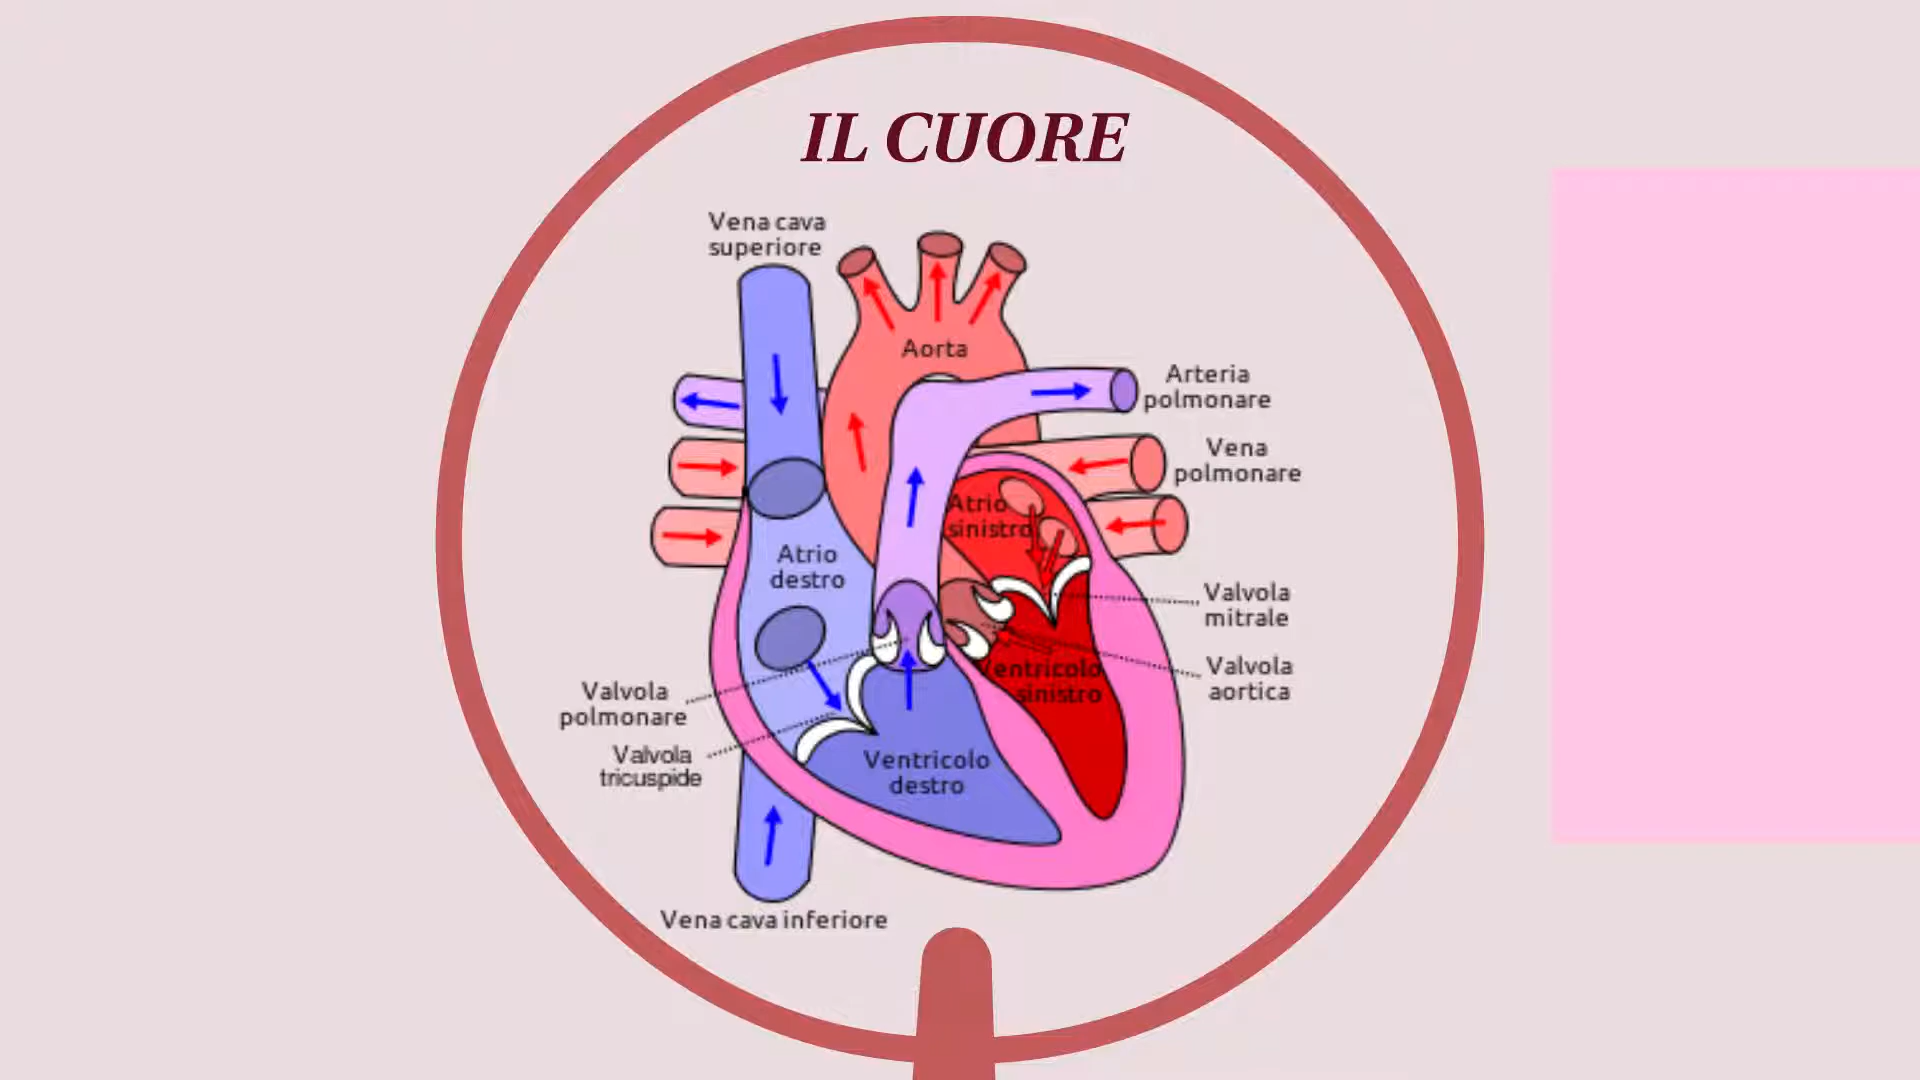 IL CUORE
Vena cava
superiore
Aorta
Arteria
polmonare
Vena
polmonare
Atrio
sinistro
Atrio
destro
Valvola
mitrale
Valvola
aortica
Ventricolo
sinistro
Valvola
polmonare
Valvola
tricuspide
Ventricolo
destro
Vena cava inferiore